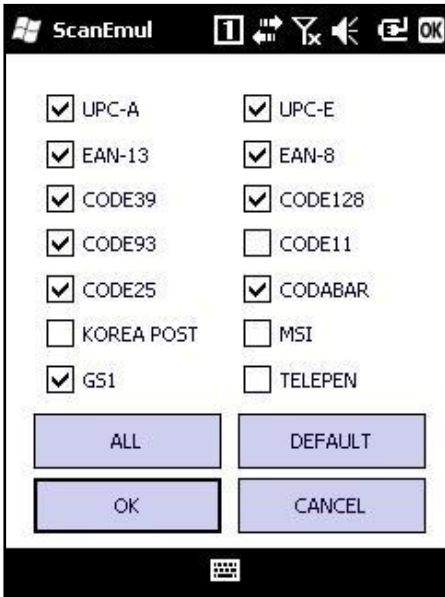 ScanEmul 1 OK
UPC-A UPC-E
EAN-13 EAN-8
CODE39 CODE128
CODE93 CODE11
CODE25 CODABAR
KOREA POST MSI
GS1 TELEPEN
ALL DEFAULT
OK CANCEL